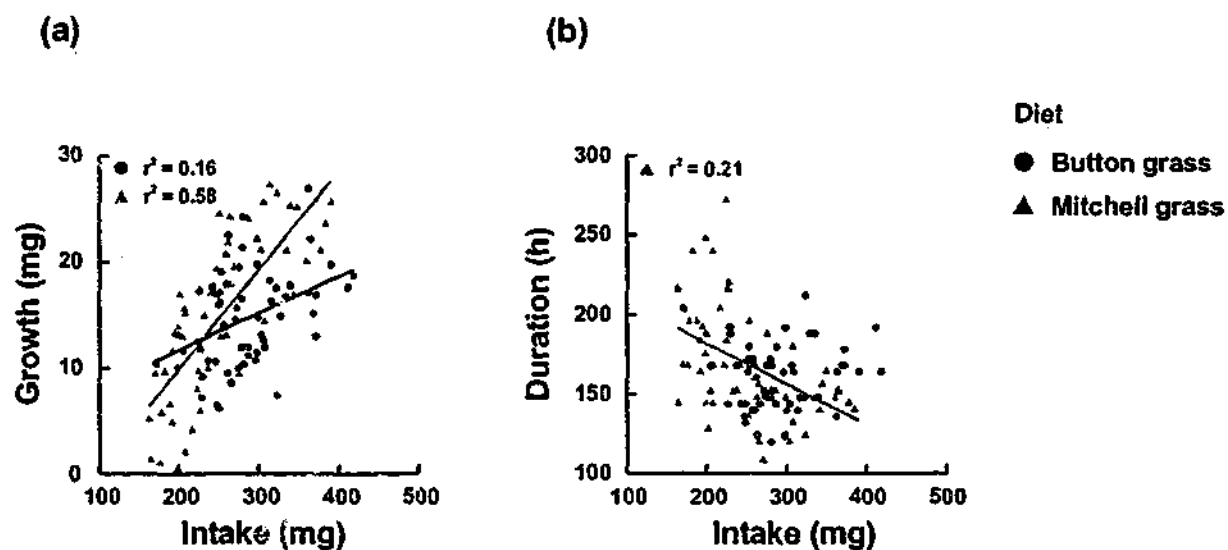 (a)
(b)
Diet
● Button grass
▲ Mitchell grass
● r² = 0.16
▲ r² = 0.58
30
20
10
0
Growth (mg)
100 200 300 400 500
Intake (mg)
▲ r² = 0.21
300
250
200
150
100
Duration (h)
100 200 300 400 500
Intake (mg)